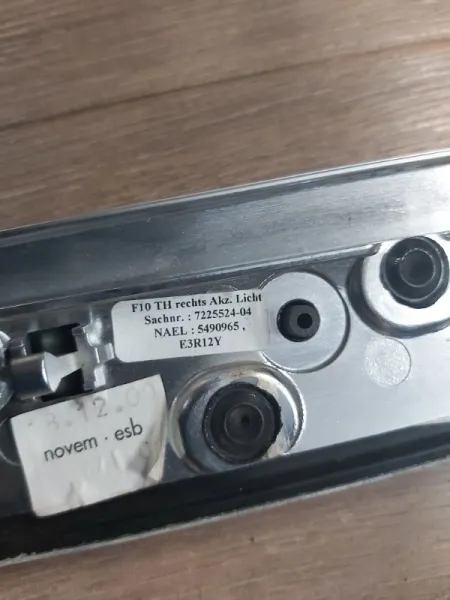 F10 TH rechts Akz. Licht
Sachnr. : 7225524-04
NAEL : 5490965 ,
E3R12Y
novem · esb